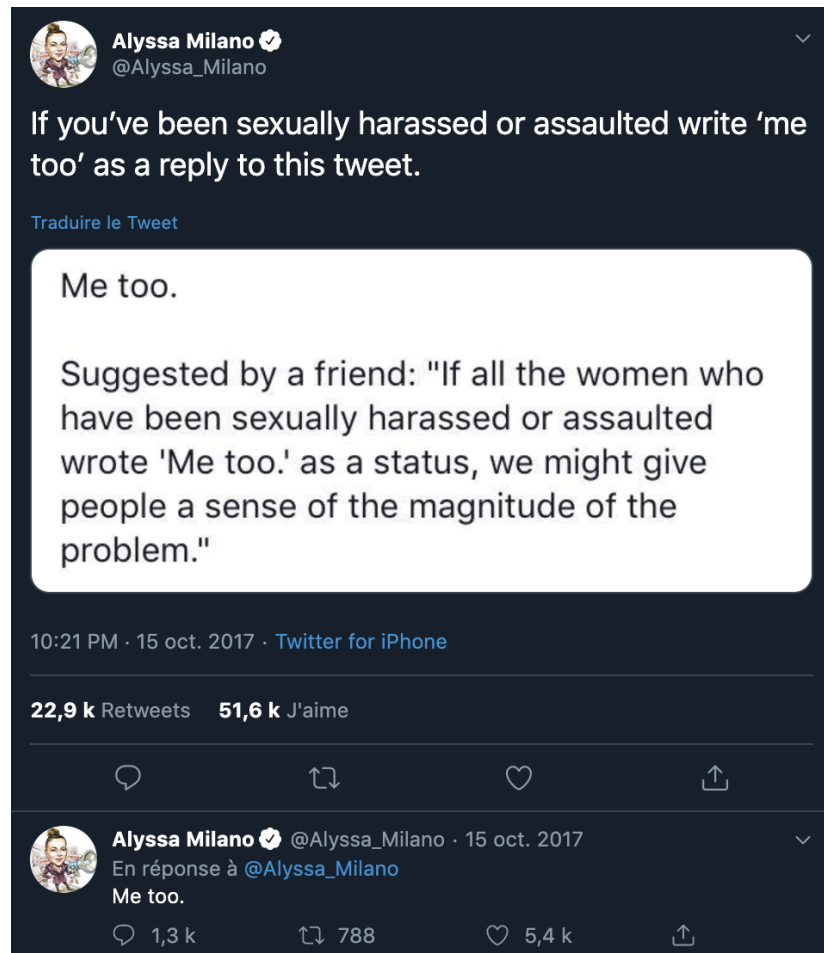 Alyssa Milano
@Alyssa_Milano
If you’ve been sexually harassed or assaulted write ‘me
too’ as a reply to this tweet.
Traduire le Tweet
Me too.
Suggested by a friend: "If all the women who
have been sexually harassed or assaulted
wrote 'Me too.' as a status, we might give
people a sense of the magnitude of the
problem."
10:21 PM · 15 oct. 2017 · Twitter for iPhone
22,9 k Retweets 51,6 k J'aime
Alyssa Milano @Alyssa_Milano · 15 oct. 2017
En réponse à @Alyssa_Milano
Me too.
1,3 k 788 5,4 k